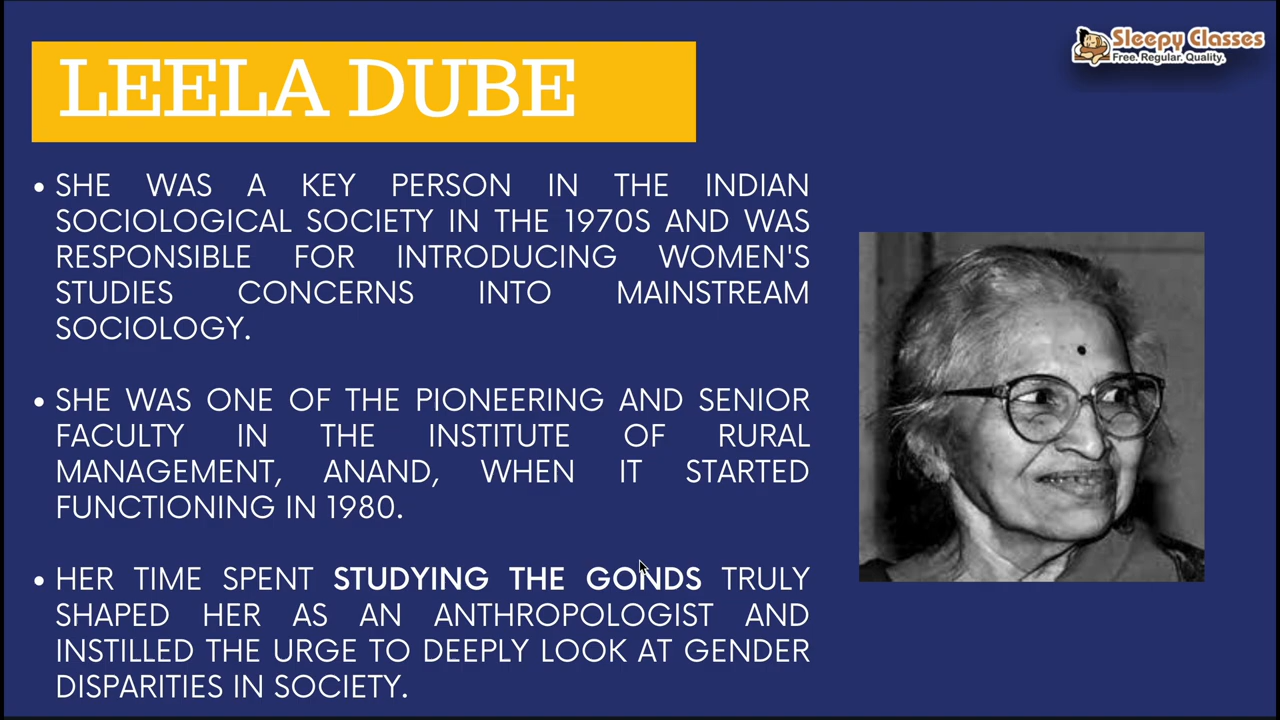 Sleepy Classes
Free. Regular. Quality.
LEELA DUBE
• SHE WAS A KEY PERSON IN THE INDIAN
SOCIOLOGICAL SOCIETY IN THE 1970S AND WAS
RESPONSIBLE FOR INTRODUCING WOMEN'S
STUDIES CONCERNS INTO MAINSTREAM
SOCIOLOGY.
• SHE WAS ONE OF THE PIONEERING AND SENIOR
FACULTY IN THE INSTITUTE OF RURAL
MANAGEMENT, ANAND, WHEN IT STARTED
FUNCTIONING IN 1980.
• HER TIME SPENT STUDYING THE GONDS TRULY
SHAPED HER AS AN ANTHROPOLOGIST AND
INSTILLED THE URGE TO DEEPLY LOOK AT GENDER
DISPARITIES IN SOCIETY.